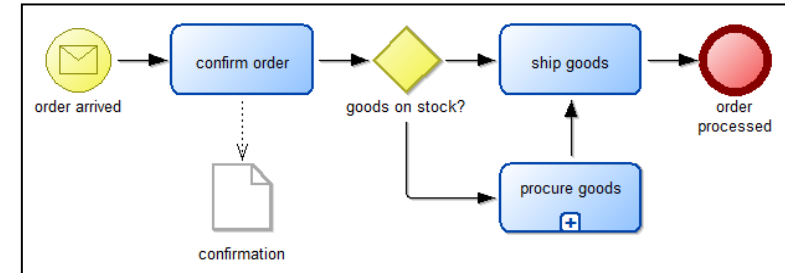 confirm order
ship goods
order arrived
goods on stock?
order
processed
procure goods
confirmation